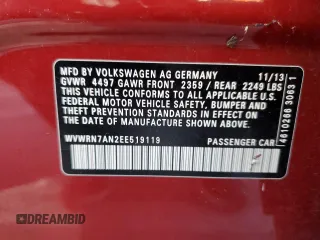 MFD BY VOLKSWAGEN AG GERMANY 11/13
GVWR 4497 GAWR FRONT 2359 / REAR 2249 LBS
THIS VEHICLE CONFORMS TO ALL APPLICABLE U.S.
FEDERAL MOTOR VEHICLE SAFETY, BUMPER AND
THEFT PREVENTION STANDARDS IN EFFECT ON THE
DATE OF MANUFACTURE SHOWN ABOVE.
WVWRN7AN2EE519119 PASSENGER CAR
4610266 3063 1
DREAMBID